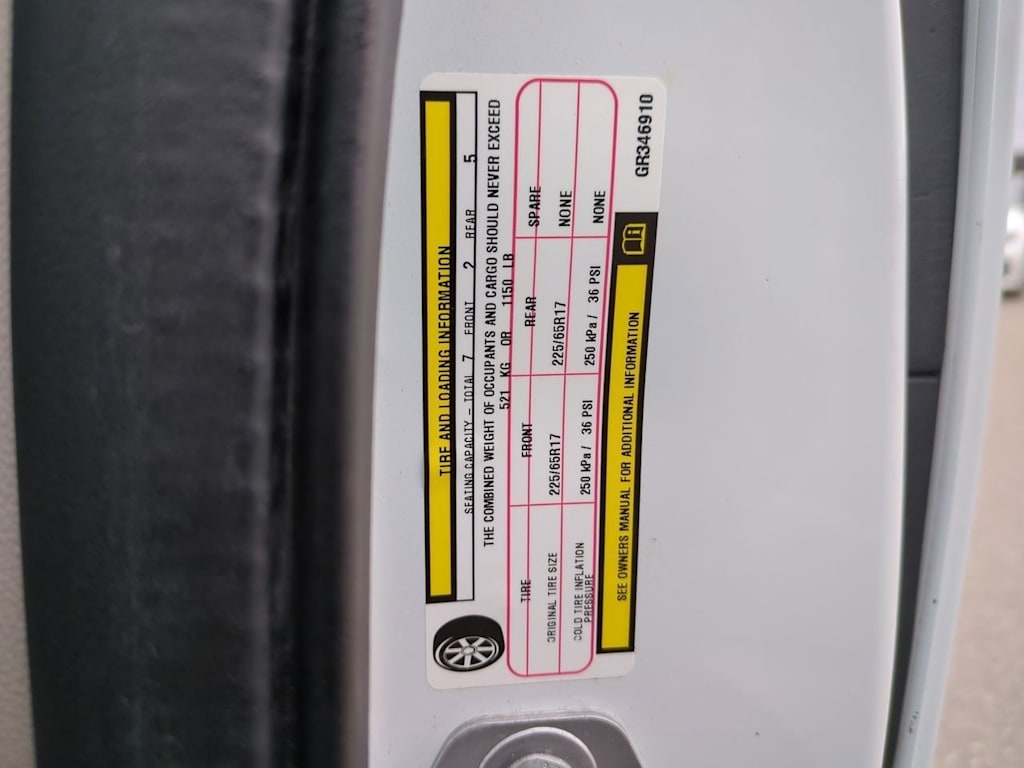 TIRE AND LOADING INFORMATION
SEATING CAPACITY – TOTAL 7 FRONT 2 REAR 5
THE COMBINED WEIGHT OF OCCUPANTS AND CARGO SHOULD NEVER EXCEED
521 KG OR 1150 LB
TIRE FRONT REAR SPARE
ORIGINAL TIRE SIZE 225/65R17 225/65R17 NONE
COLD TIRE INFLATION PRESSURE 250 kPa / 36 PSI 250 kPa / 36 PSI NONE
SEE OWNERS MANUAL FOR ADDITIONAL INFORMATION
GR346910